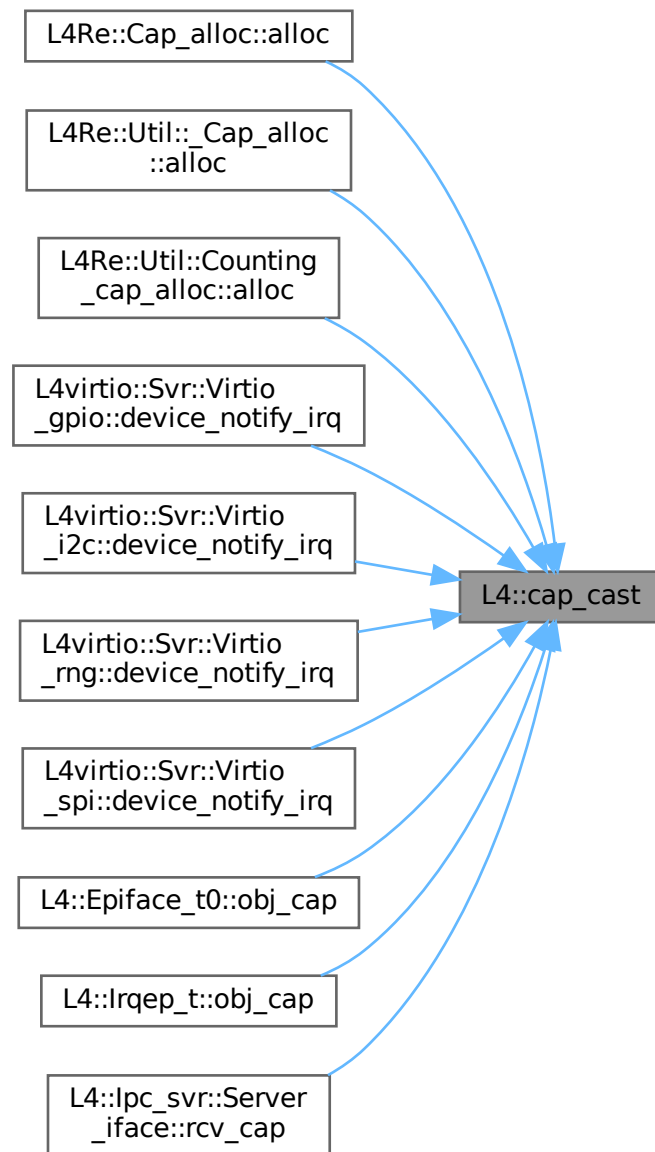 L4Re::Cap_alloc::alloc
L4Re::Util::_Cap_alloc
::alloc
L4Re::Util::Counting
_cap_alloc::alloc
L4virtio::Svr::Virtio
_gpio::device_notify_irq
L4virtio::Svr::Virtio
_i2c::device_notify_irq
L4::cap_cast
L4virtio::Svr::Virtio
_rng::device_notify_irq
L4virtio::Svr::Virtio
_spi::device_notify_irq
L4::Epiface_t0::obj_cap
L4::Irqep_t::obj_cap
L4::Ipc_svr::Server
_iface::rcv_cap